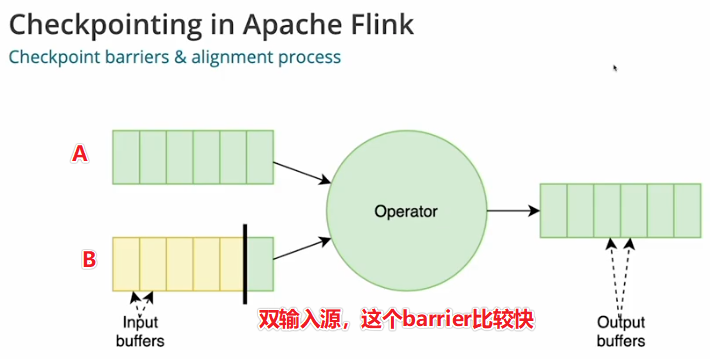 Checkpointing in Apache Flink
Checkpoint barriers & alignment process
A
Operator
B
双输入源，这个barrier比较快
Input
buffers
Output
buffers